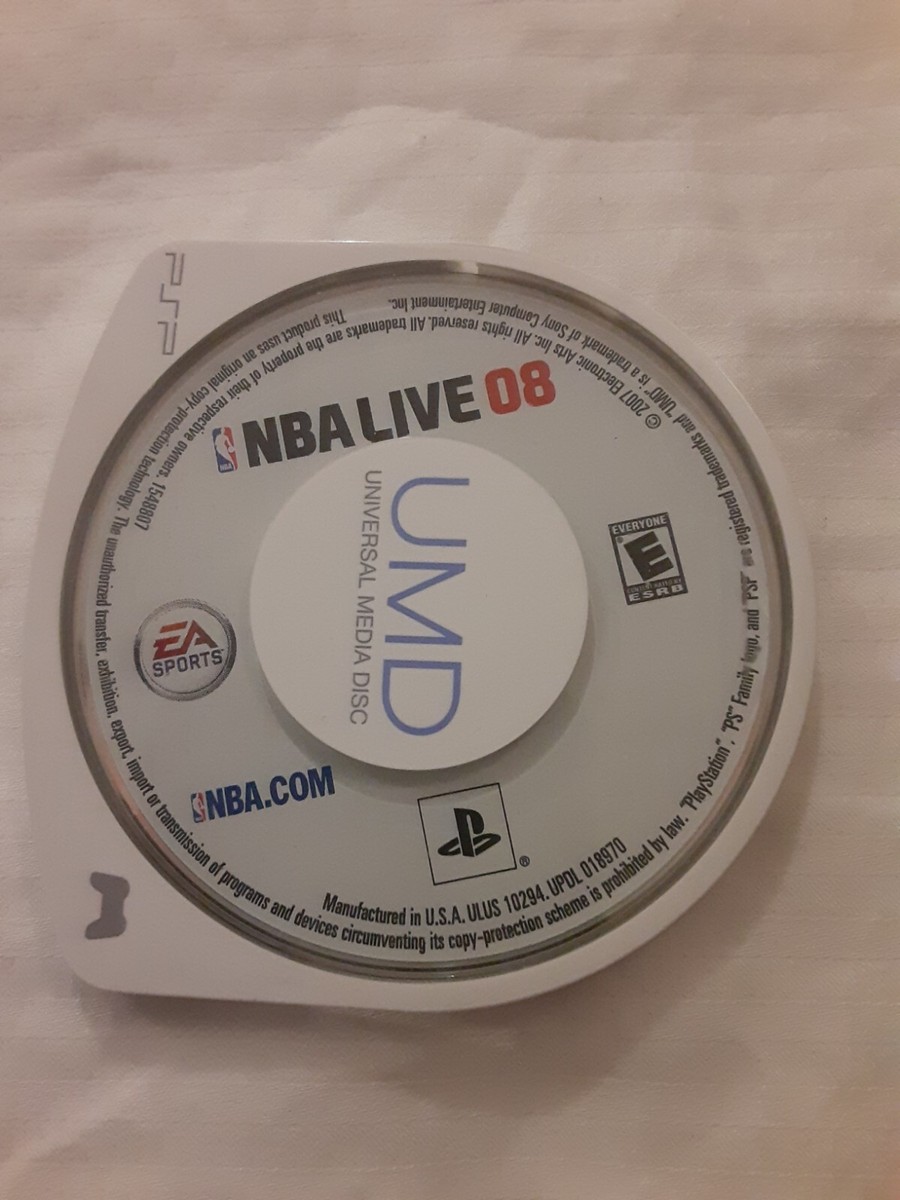 PSP
© 2007 Electronic Arts Inc. All rights reserved. All trademarks are the property of their respective owners. 1548807
NBA LIVE 08
NBA
UMD
UNIVERSAL MEDIA DISC
EVERYONE
E
CONTENT RATED BY
ESRB
EA
SPORTS
NBA.COM
®
Manufactured in U.S.A. ULUS 10294. UPDL 018970
This product uses an original copy-protection technology. The unauthorized transfer, exhibition, export, import or transmission of programs and devices circumventing its copy-protection scheme is prohibited by law. "PlayStation", "PS" Family logo, and "PSP" are registered trademarks and "UMD" is a trademark of Sony Computer Entertainment Inc.